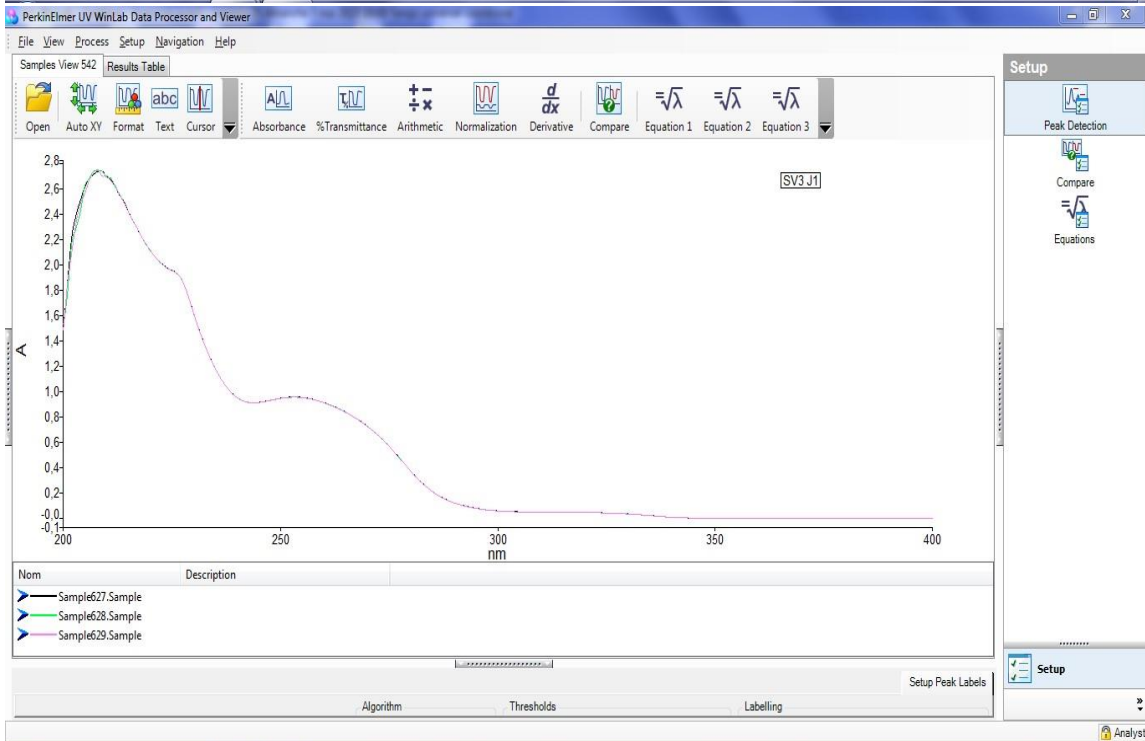 PerkinElmer UV WinLab Data Processor and Viewer
File View Process Setup Navigation Help
Samples View 542 Results Table
Open Auto XY Format Text Cursor Absorbance %Transmittance Arithmetic Normalization Derivative Compare Equation 1 Equation 2 Equation 3
SV3 J1
2,8
2,6
2,4
2,2
2,0
1,8
1,6
1,4
1,2
1,0
0,8
0,6
0,4
0,2
-0,0
-0,1
A
200 250 300 350 400
nm
Nom Description
Sample627.Sample
Sample628.Sample
Sample629.Sample
Setup Peak Labels
Algorithm Thresholds Labelling
Setup
Peak Detection
Compare
Equations
Setup
Analyst